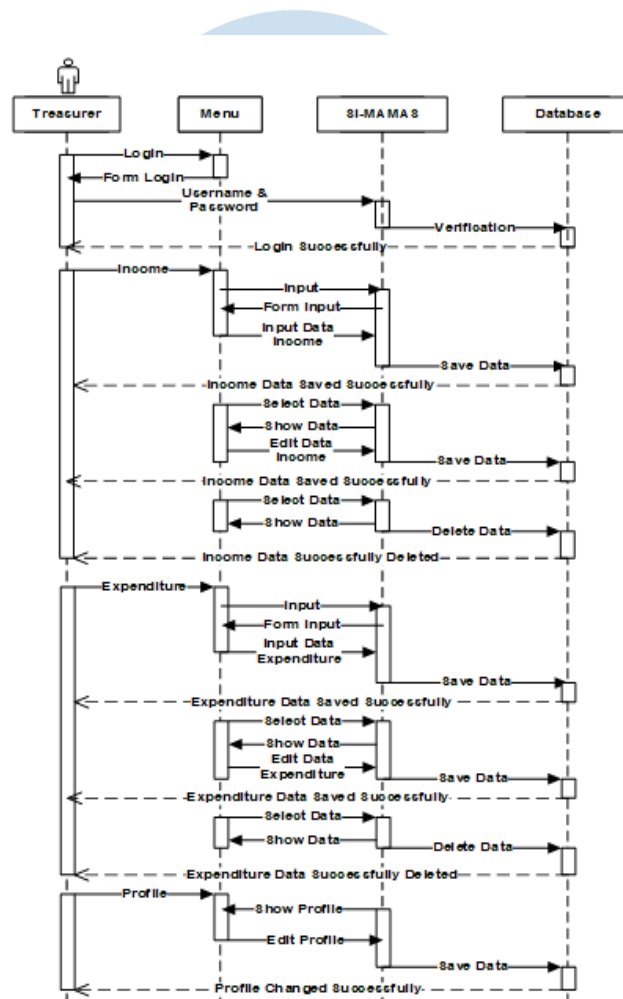 Treasurer
Menu
SI-MAMAS
Database
Login
Form Login
Username &
Password
Verification
Login Successfully
Income
Input
Form Input
Input Data
Income
Save Data
Income Data Saved Successfully
Select Data
Show Data
Edit Data
Income
Save Data
Income Data Saved Successfully
Select Data
Show Data
Delete Data
Income Data Successfully Deleted
Expenditure
Input
Form Input
Input Data
Expenditure
Save Data
Expenditure Data Saved Successfully
Select Data
Show Data
Edit Data
Expenditure
Save Data
Expenditure Data Saved Successfully
Select Data
Show Data
Delete Data
Expenditure Data Successfully Deleted
Profile
Show Profile
Edit Profile
Save Data
Profile Changed Successfully